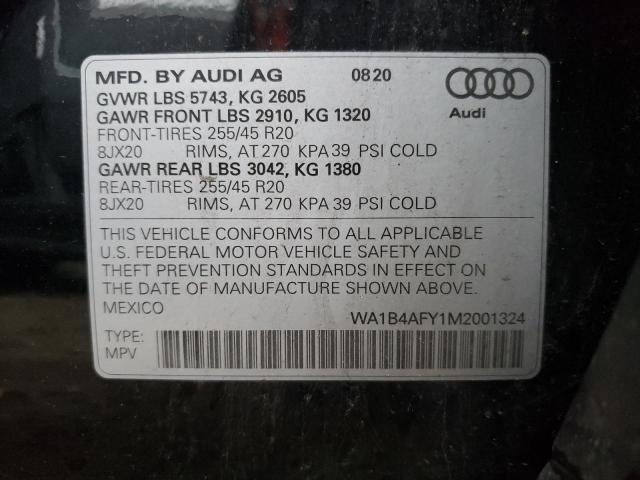 MFD. BY AUDI AG 0820
GVWR LBS 5743, KG 2605
GAWR FRONT LBS 2910, KG 1320
Audi
FRONT-TIRES 255/45 R20
8JX20 RIMS, AT 270 KPA 39 PSI COLD
GAWR REAR LBS 3042, KG 1380
REAR-TIRES 255/45 R20
8JX20 RIMS, AT 270 KPA 39 PSI COLD
THIS VEHICLE CONFORMS TO ALL APPLICABLE
U.S. FEDERAL MOTOR VEHICLE SAFETY AND
THEFT PREVENTION STANDARDS IN EFFECT ON
THE DATE OF MANUFACTURE SHOWN ABOVE.
MEXICO
WA1B4AFY1M2001324
TYPE:
MPV